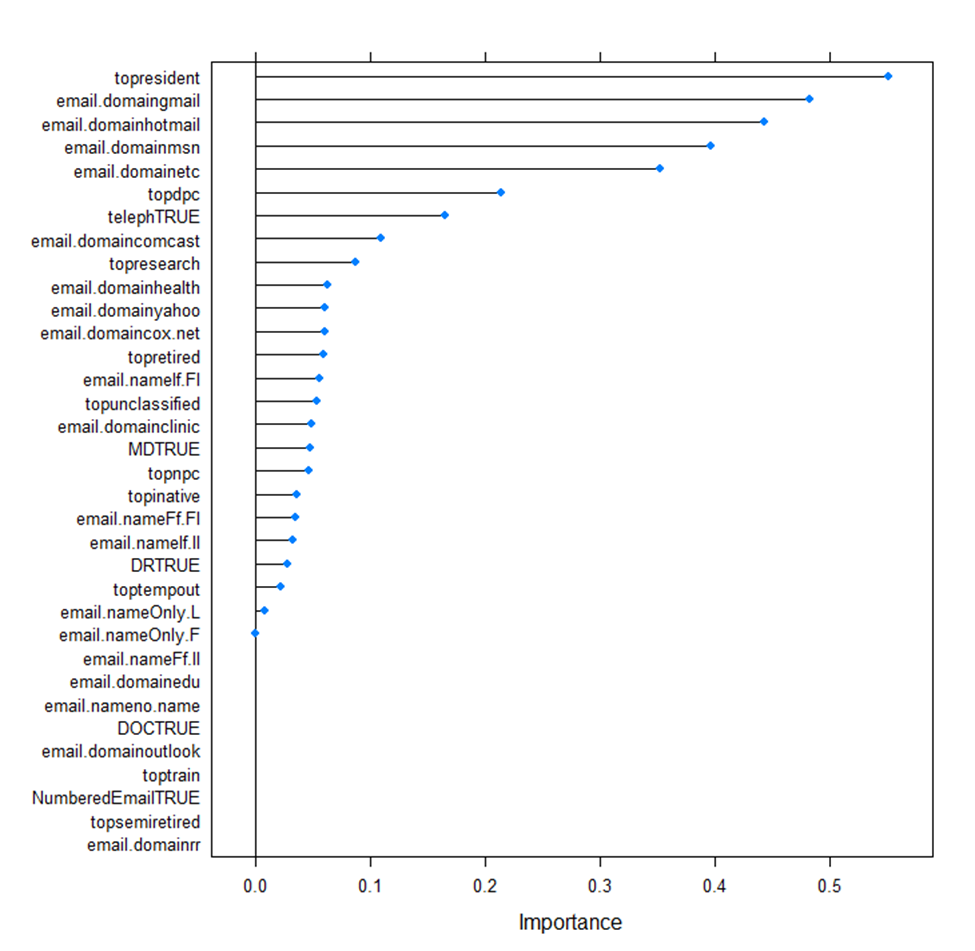 topresident
email.domaingmail
email.domainhotmail
email.domainmsn
email.domainetc
topdpc
telephTRUE
email.domaincomcast
topresearch
email.domainhealth
email.domainyahoo
email.domaincox.net
topretired
email.namelf.FI
topunclassified
email.domainclinic
MDTRUE
topnpc
topinative
email.nameFf.FI
email.namelf.II
DRTRUE
toptempout
email.nameOnly.L
email.nameOnly.F
email.nameFf.ll
email.domainedu
email.nameno.name
DOCTRUE
email.domainoutlook
toptrain
NumberedEmailTRUE
topsemiretired
email.domainrr
0.0 0.1 0.2 0.3 0.4 0.5
Importance